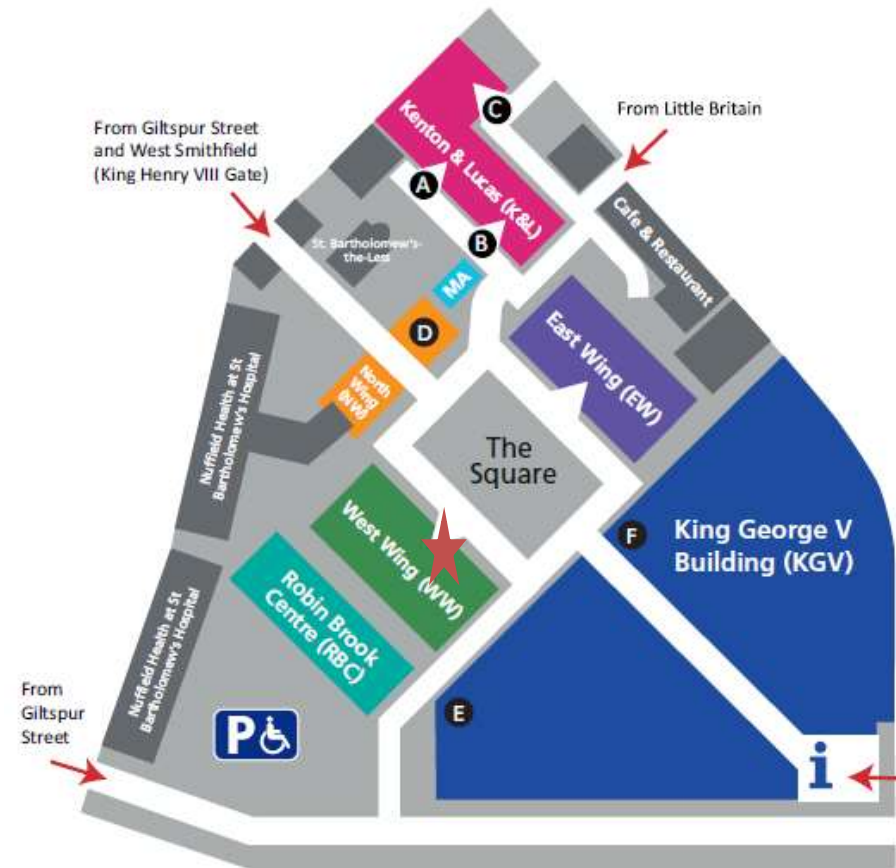 C
From Little Britain
From Giltspur Street
and West Smithfield
(King Henry VIII Gate)
Kenton & Lucas (K&L)
A
B
Cafe & Restaurant
St. Bartholomew's-
the-Less
MA
D
East Wing (EW)
North
Wing
(NW)
Nuffield Health at St
Bartholomew's Hospital
The
Square
West Wing (WW)
F
King George V
Building (KGV)
Robin Brook
Centre (RBC)
Nuffield Health at St
Bartholomew's Hospital
From
Giltspur
Street
P
E
i